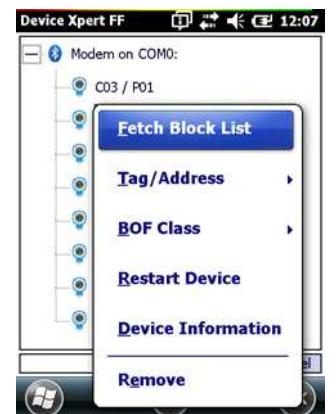 Device Xpert FF 12:07
Modem on COM0:
C03 / P01
Fetch Block List
Tag/Address
BOF Class
Restart Device
Device Information
Remove